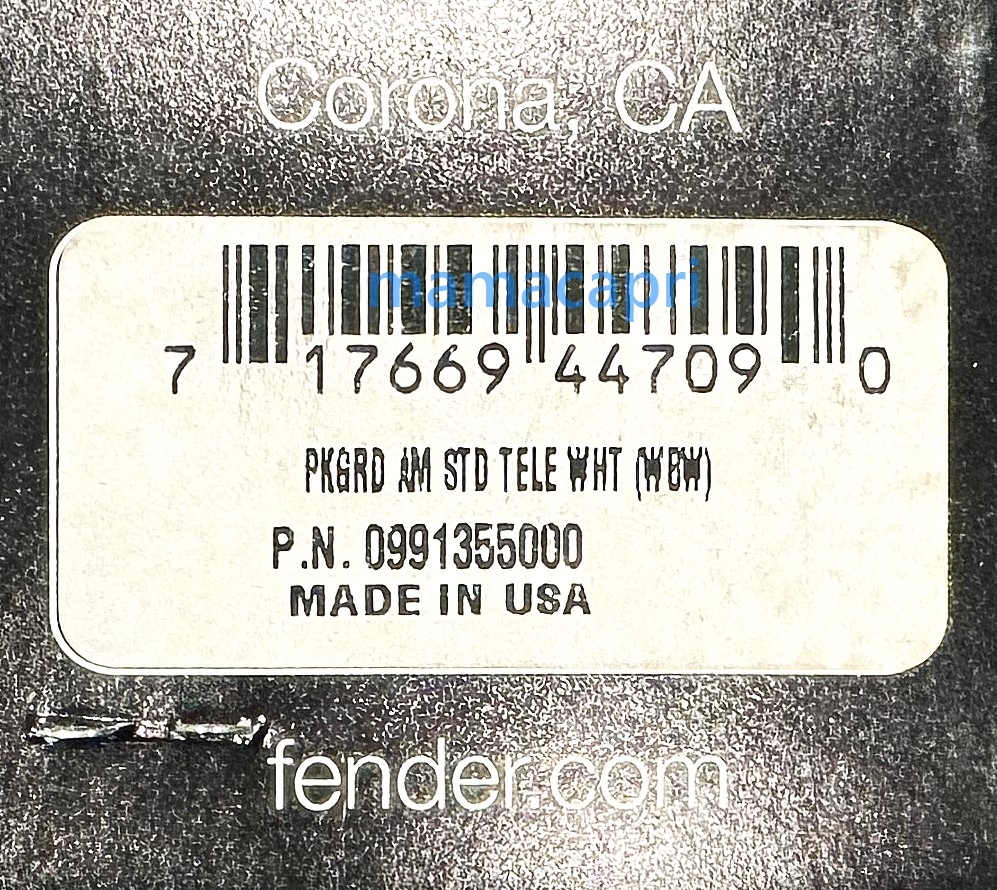 Corona, CA
mamacapri
7 17669 44709 0
PKGRD AM STD TELE WHT (WBW)
P.N. 0991355000
MADE IN USA
fender.com